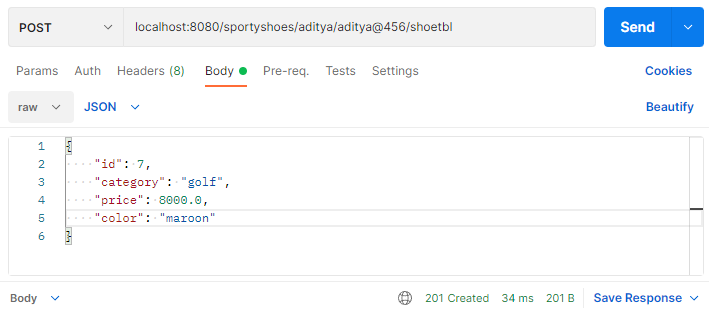 POST localhost:8080/sportyshoes/aditya/aditya@456/shoetbl Send
Params Auth Headers (8) Body Pre-req. Tests Settings Cookies
raw JSON Beautify
1 {
2 "id": 7,
3 "category": "golf",
4 "price": 8000.0,
5 "color": "maroon"
6 }
Body 201 Created 34 ms 201 B Save Response